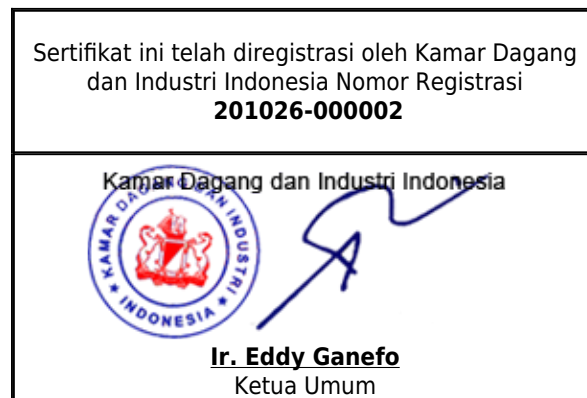 Sertifikat ini telah diregistrasi oleh Kamar Dagang
dan Industri Indonesia Nomor Registrasi
201026-000002
Kamar Dagang dan Industri Indonesia
KAMAR DAGANG DAN INDUSTRI
INDONESIA
Ir. Eddy Ganefo
Ketua Umum